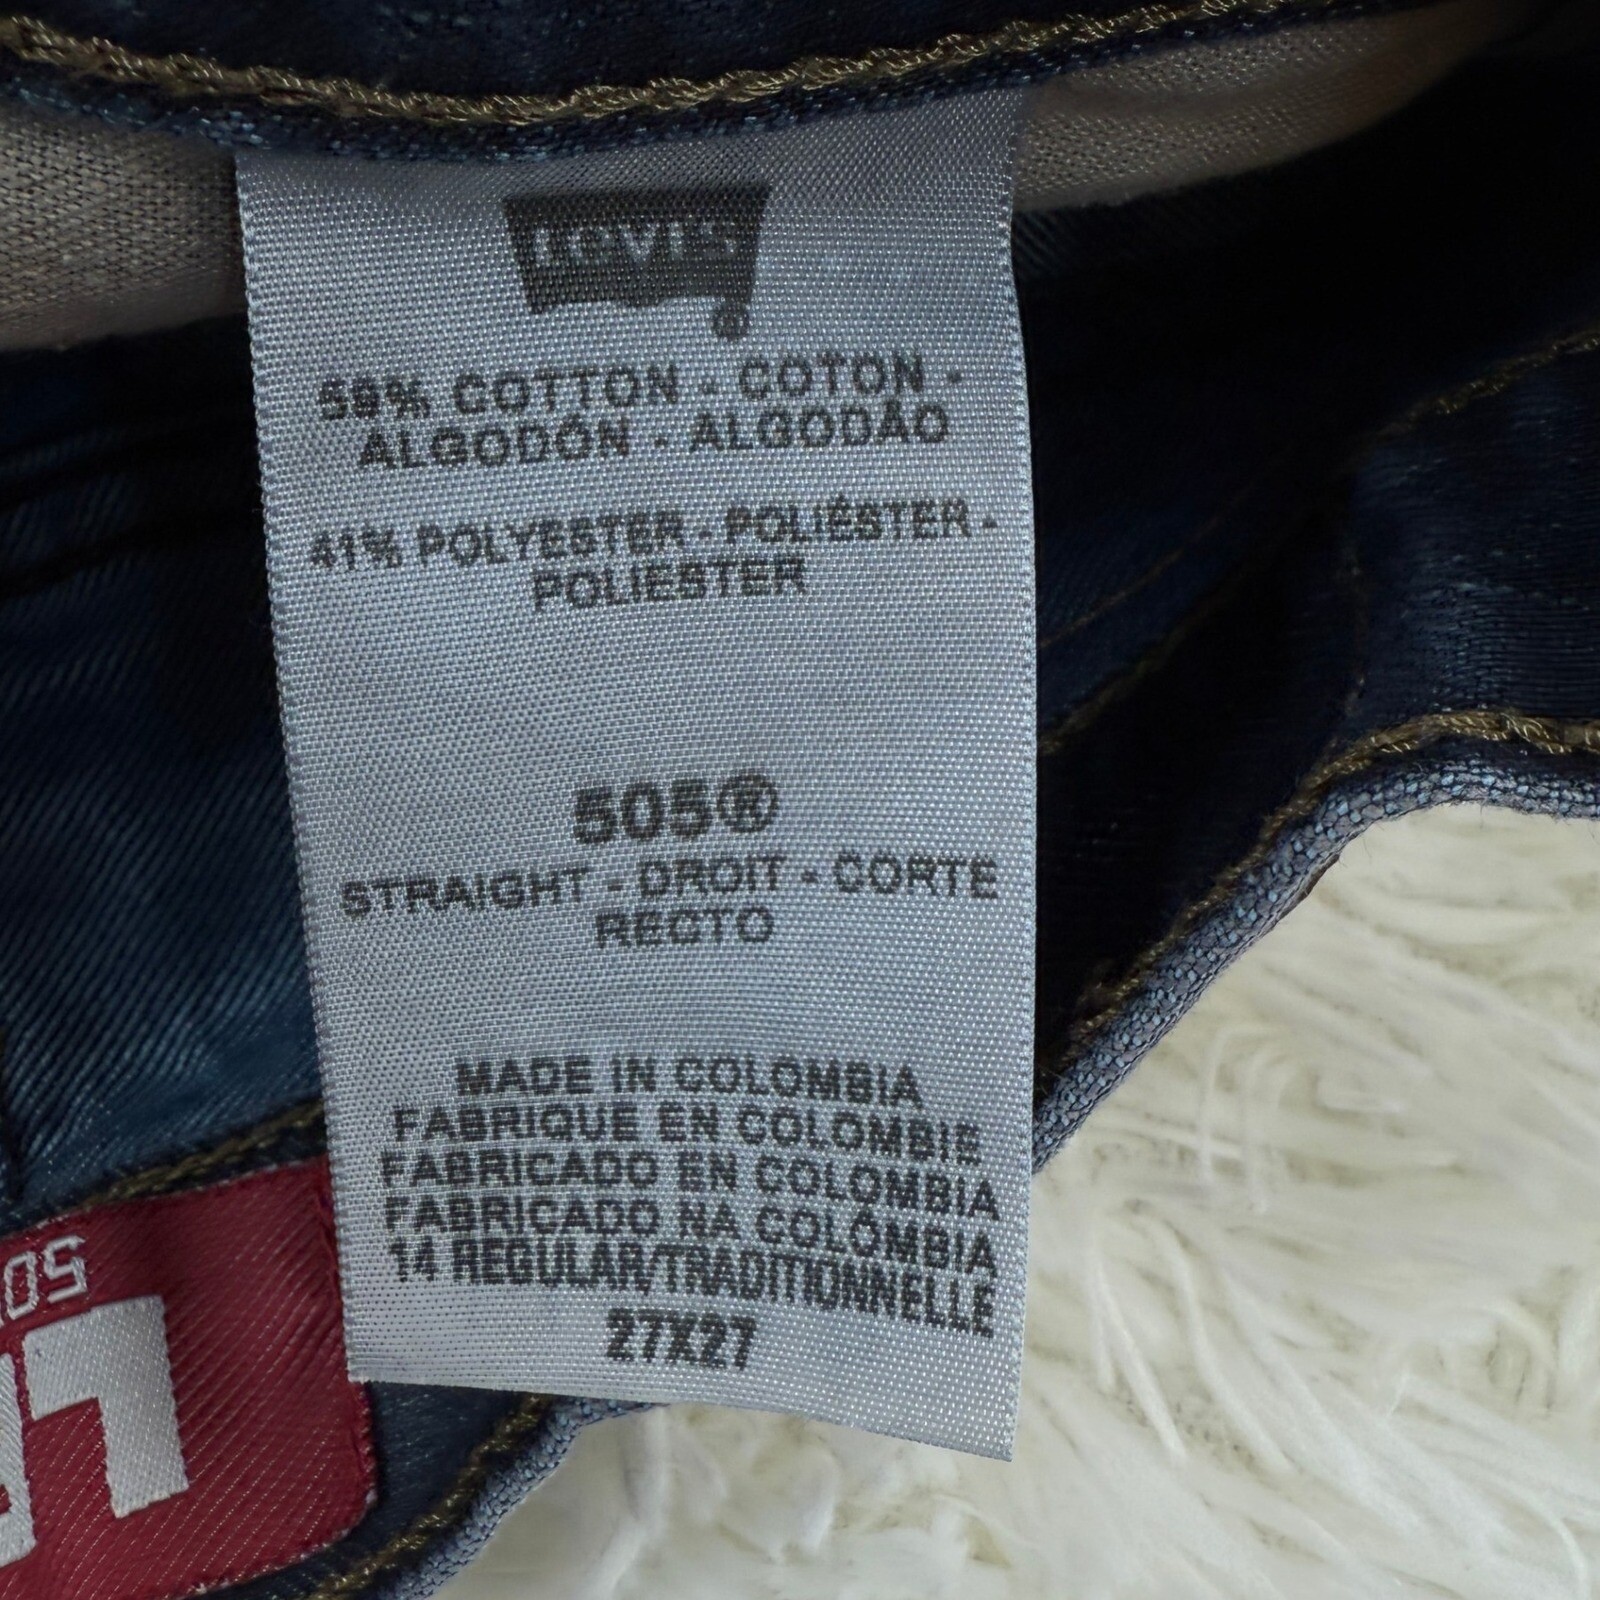 Levi's
®
59% COTTON - COTON -
ALGODÓN - ALGODÃO
41% POLYESTER - POLIÉSTER -
POLIESTER
505®
STRAIGHT - DROIT - CORTE
RECTO
MADE IN COLOMBIA
FABRIQUE EN COLOMBIE
FABRICADO EN COLOMBIA
FABRICADO NA COLÔMBIA
14 REGULAR/TRADITIONNELLE
27X27
505